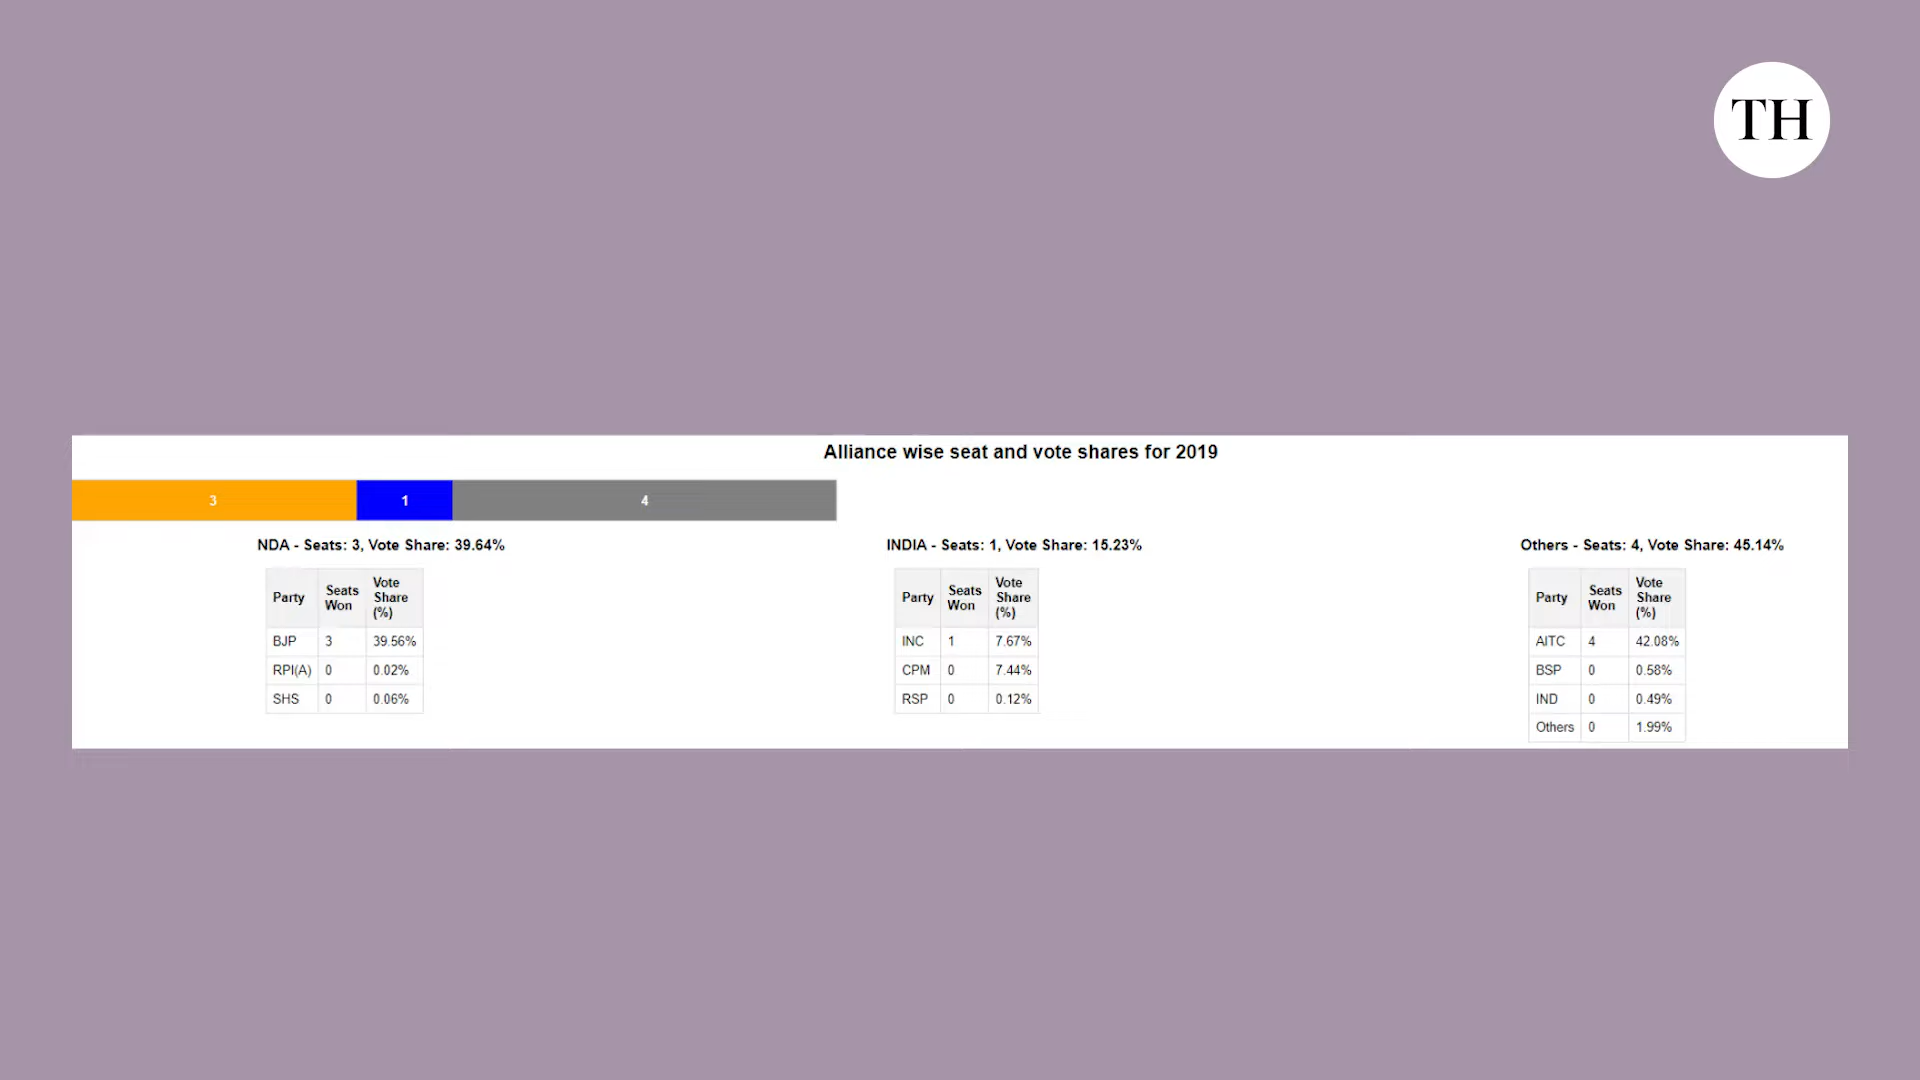 TH
Alliance wise seat and vote shares for 2019
3 1 4
NDA - Seats: 3, Vote Share: 39.64%
Party Seats Won Vote Share (%)
BJP 3 39.56%
RPI(A) 0 0.02%
SHS 0 0.06%
INDIA - Seats: 1, Vote Share: 15.23%
Party Seats Won Vote Share (%)
INC 1 7.67%
CPM 0 7.44%
RSP 0 0.12%
Others - Seats: 4, Vote Share: 45.14%
Party Seats Won Vote Share (%)
AITC 4 42.08%
BSP 0 0.58%
IND 0 0.49%
Others 0 1.99%